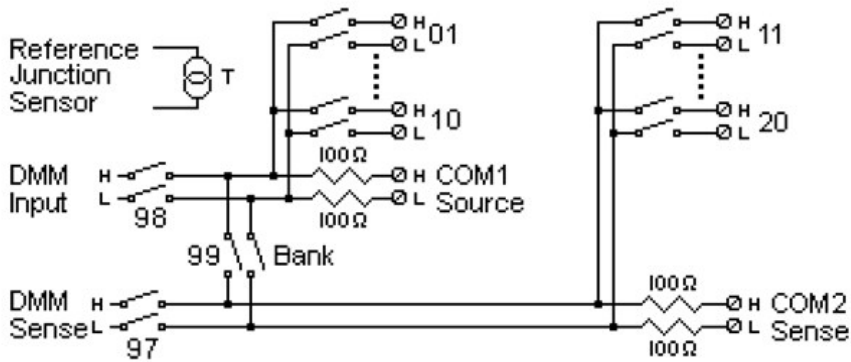 Reference
Junction
Sensor
T
H
L
01
H
L
10
H
L
11
H
L
20
DMM
Input
H
L
98
100Ω
100Ω
H
L
COM1
Source
99
Bank
DMM
Sense
H
L
97
100Ω
100Ω
H
L
COM2
Sense